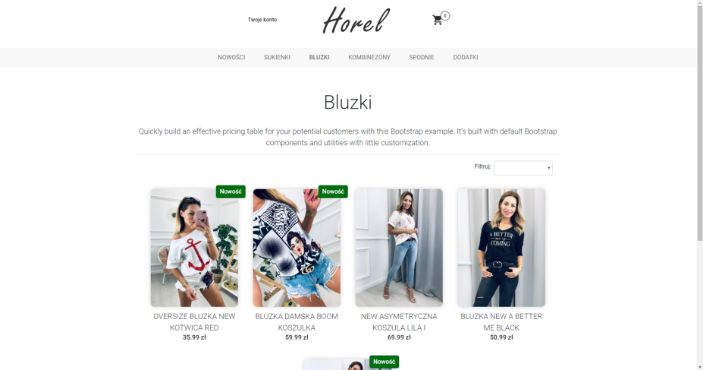 Twoje konto
Horel
0
NOWOŚCI SUKIENKI BLUZKI KOMBINEZONY SPODNIE DODATKI
Bluzki
Quickly build an effective pricing table for your potential customers with this Bootstrap example. It's built with default Bootstrap
components and utilities with little customization.
Filtruj:
Nowość Nowość
A BETTER
COMING
OVERSIZE BLUZKA NEW BLUZKA DAMSKA BOOM NEW ASYMETRYCZNA BLUZKA NEW A BETTER
KOTWICA RED KOSZULKA KOSZULA LILA I ME BLACK
35.99 zł 59.99 zł 69.99 zł 50.99 zł
Nowość